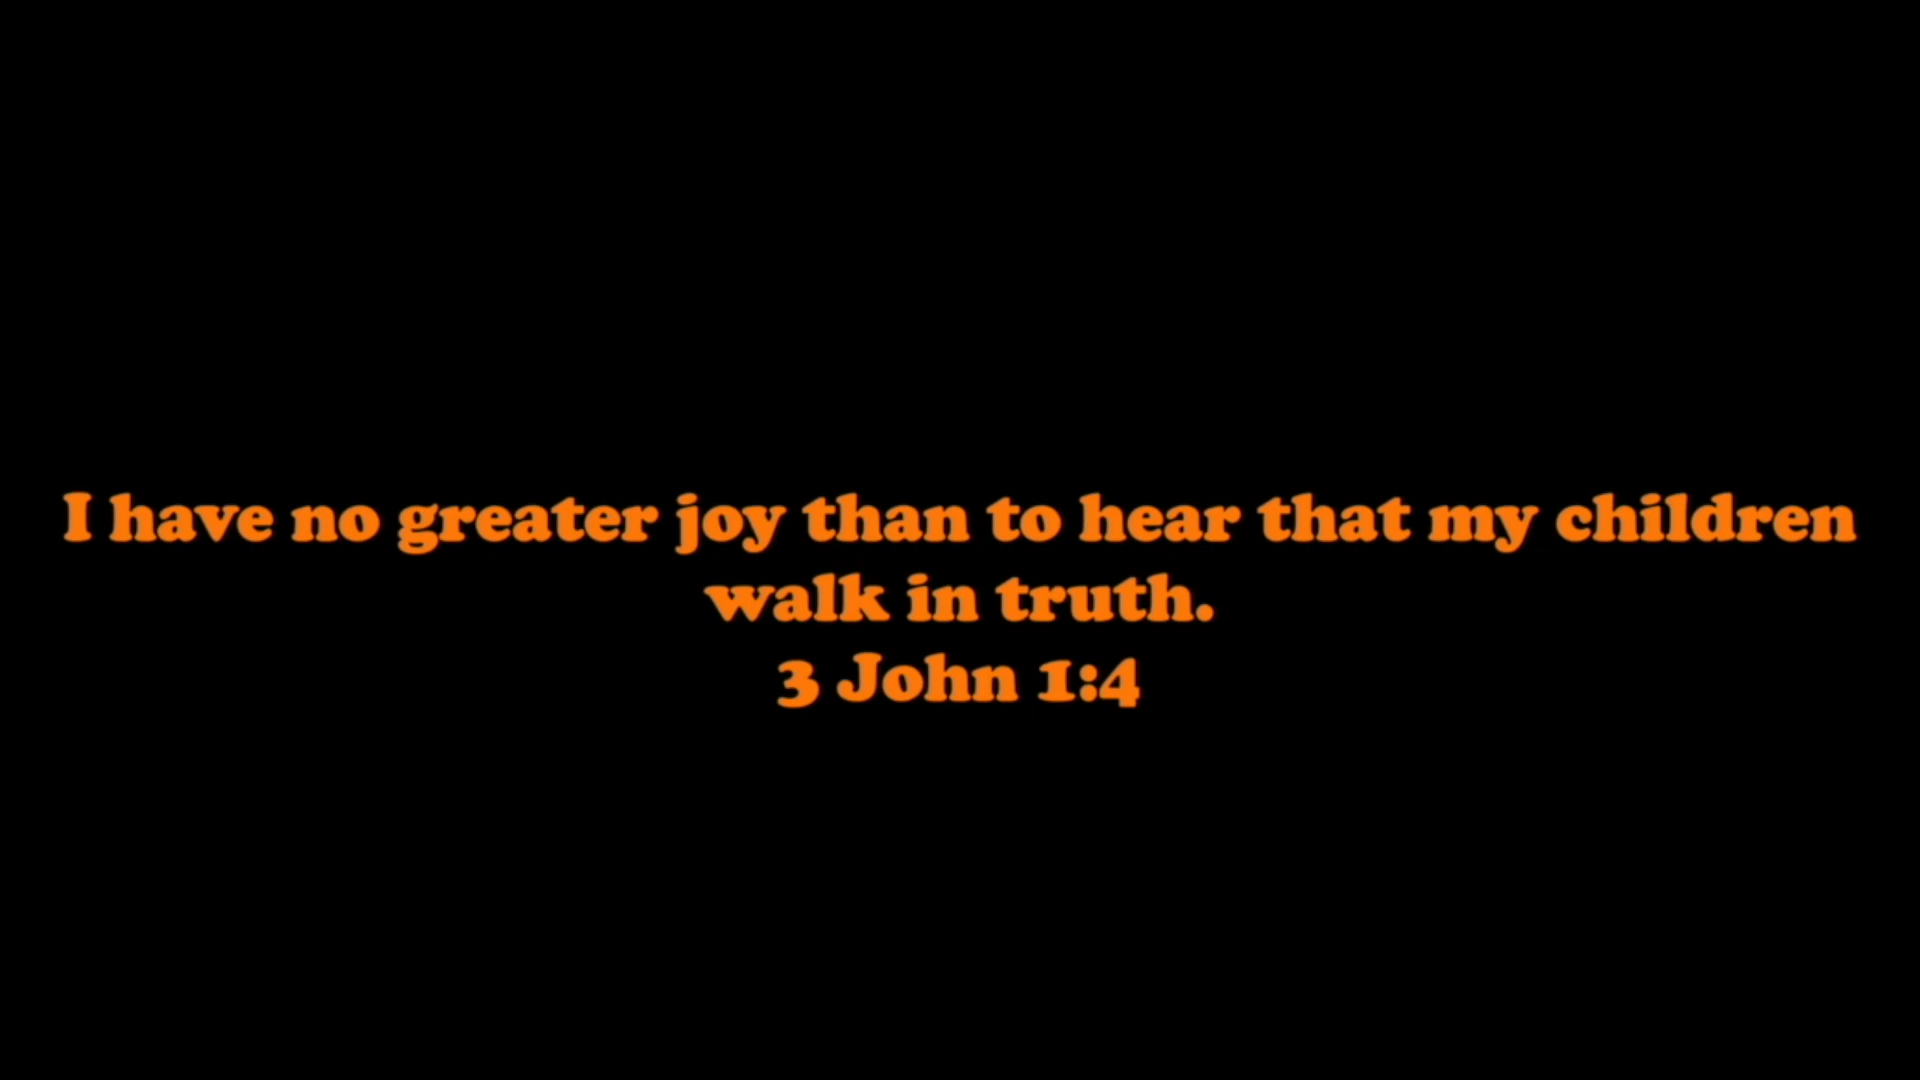 I have no greater joy than to hear that my children
walk in truth.
3 John 1:4